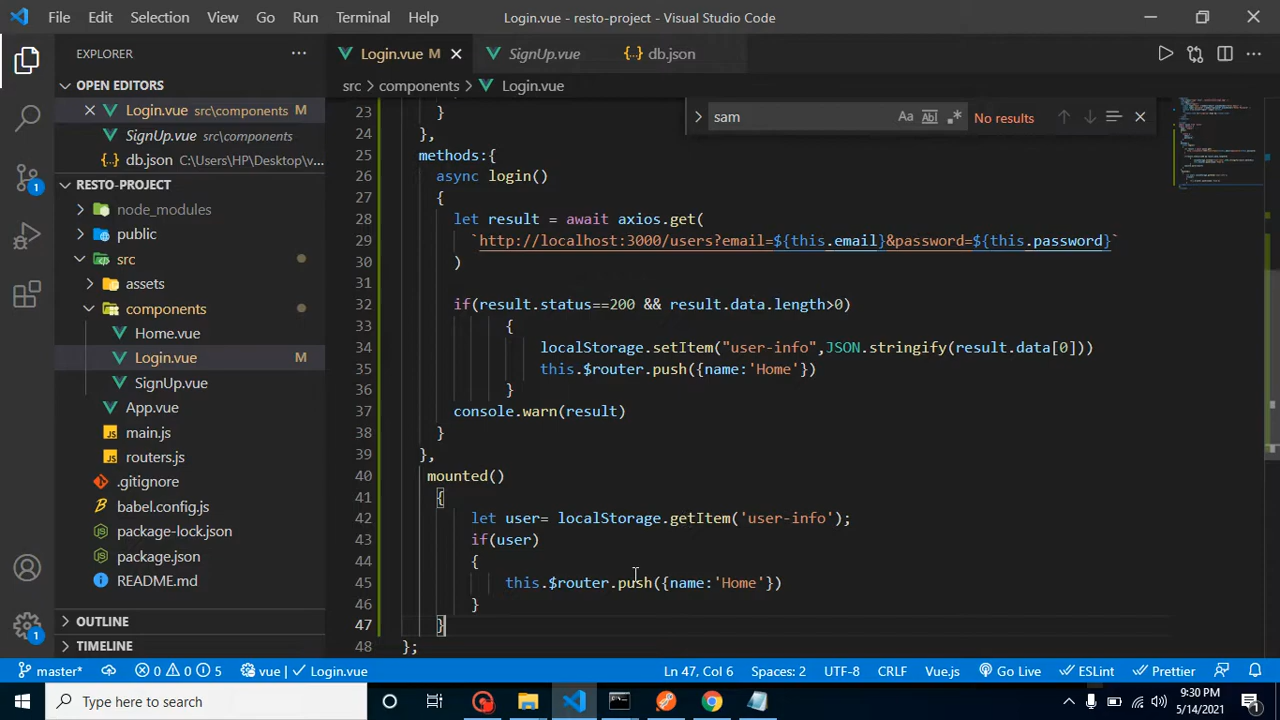 File Edit Selection View Go Run Terminal Help
Login.vue - resto-project - Visual Studio Code
EXPLORER
Login.vue M
SignUp.vue
{..} db.json
OPEN EDITORS
Login.vue src\components M
SignUp.vue src\components
{..} db.json C:\Users\HP\Desktop\v...
RESTO-PROJECT
node_modules
public
src
assets
components
Home.vue
Login.vue M
SignUp.vue
App.vue
main.js
routers.js
.gitignore
babel.config.js
package-lock.json
package.json
README.md
OUTLINE
TIMELINE
src > components > Login.vue
sam
No results
23 }
24 },
25 methods:{
26 async login()
27 {
28 let result = await axios.get(
29 `http://localhost:3000/users?email=${this.email}&password=${this.password}`
30 )
31
32 if(result.status==200 && result.data.length>0)
33 {
34 localStorage.setItem("user-info",JSON.stringify(result.data[0]))
35 this.$router.push({name:'Home'})
36 }
37 console.warn(result)
38 }
39 },
40 mounted()
41 {
42 let user= localStorage.getItem('user-info');
43 if(user)
44 {
45 this.$router.push({name:'Home'})
46 }
47 }
48 };
master* 0 0 5 vue Login.vue
Ln 47, Col 6 Spaces: 2 UTF-8 CRLF Vue.js Go Live ESLint Prettier
Type here to search
9:30 PM
5/14/2021